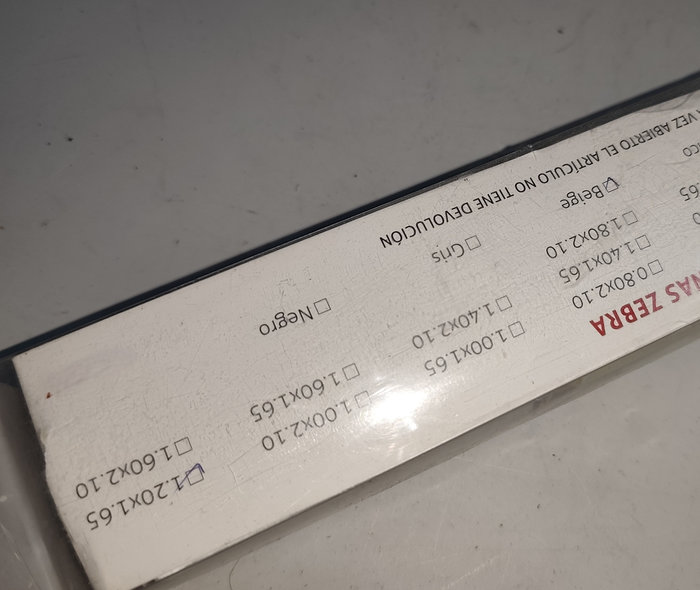 NAS ZEBRA
0.80x2.10 1.00x1.65 1.00x2.10 1.20x1.65
65 1.40x1.65 1.40x2.10 1.60x1.65 1.60x2.10
1.80x2.10
Beige Gris Negro
VEZ ABIERTO EL ARTÍCULO NO TIENE DEVOLUCIÓN